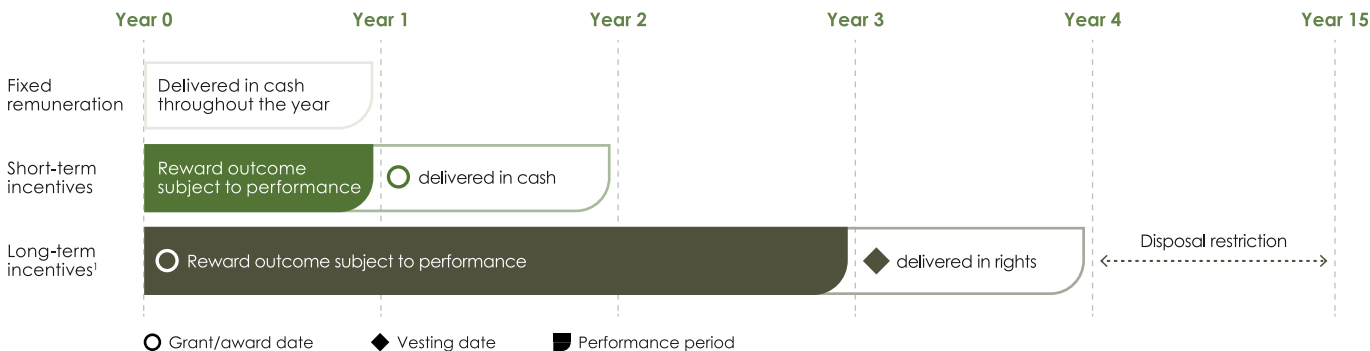 Year 0 Year 1 Year 2 Year 3 Year 4 Year 15
Fixed
remuneration
Delivered in cash
throughout the year
Short-term
incentives
Reward outcome
subject to performance
delivered in cash
Long-term
incentives¹
Reward outcome subject to performance
delivered in rights
Disposal restriction
Grant/award date Vesting date Performance period